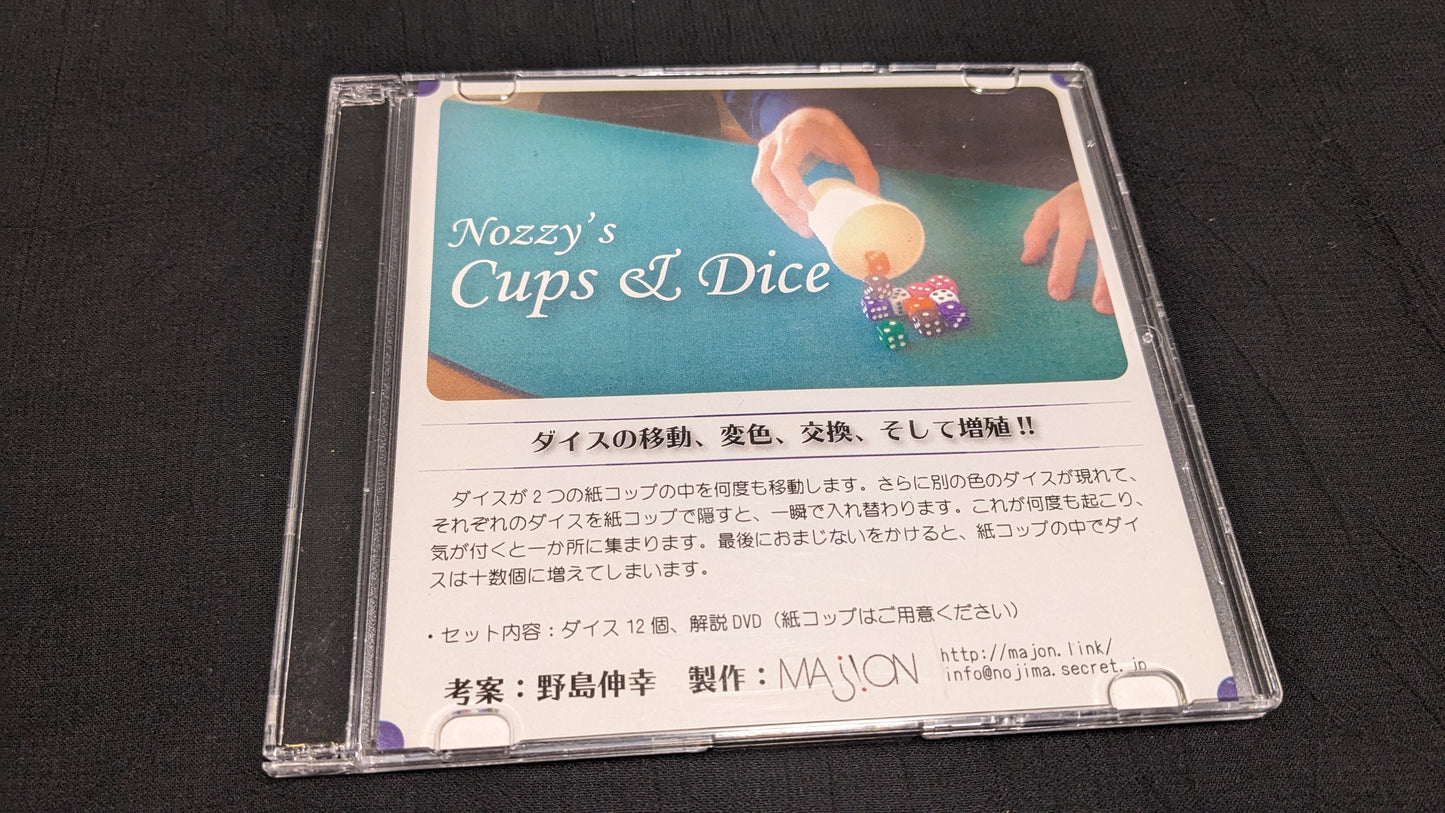 Nozzy's
Cups & Dice
ダイスの移動、変色、交換、そして増殖!!
ダイスが2つの紙コップの中を何度も移動します。さらに別の色のダイスが現れて、
それぞれのダイスを紙コップで隠すと、一瞬で入れ替わります。これが何度も起こり、
気が付くと一か所に集まります。最後におまじないをかけると、紙コップの中でダイ
スは十数個に増えてしまいます。
・セット内容:ダイス12個、解説DVD(紙コップはご用意ください)
考案:野島伸幸 製作:MAJION
http://majon.link/
info@nojima.secret.jp